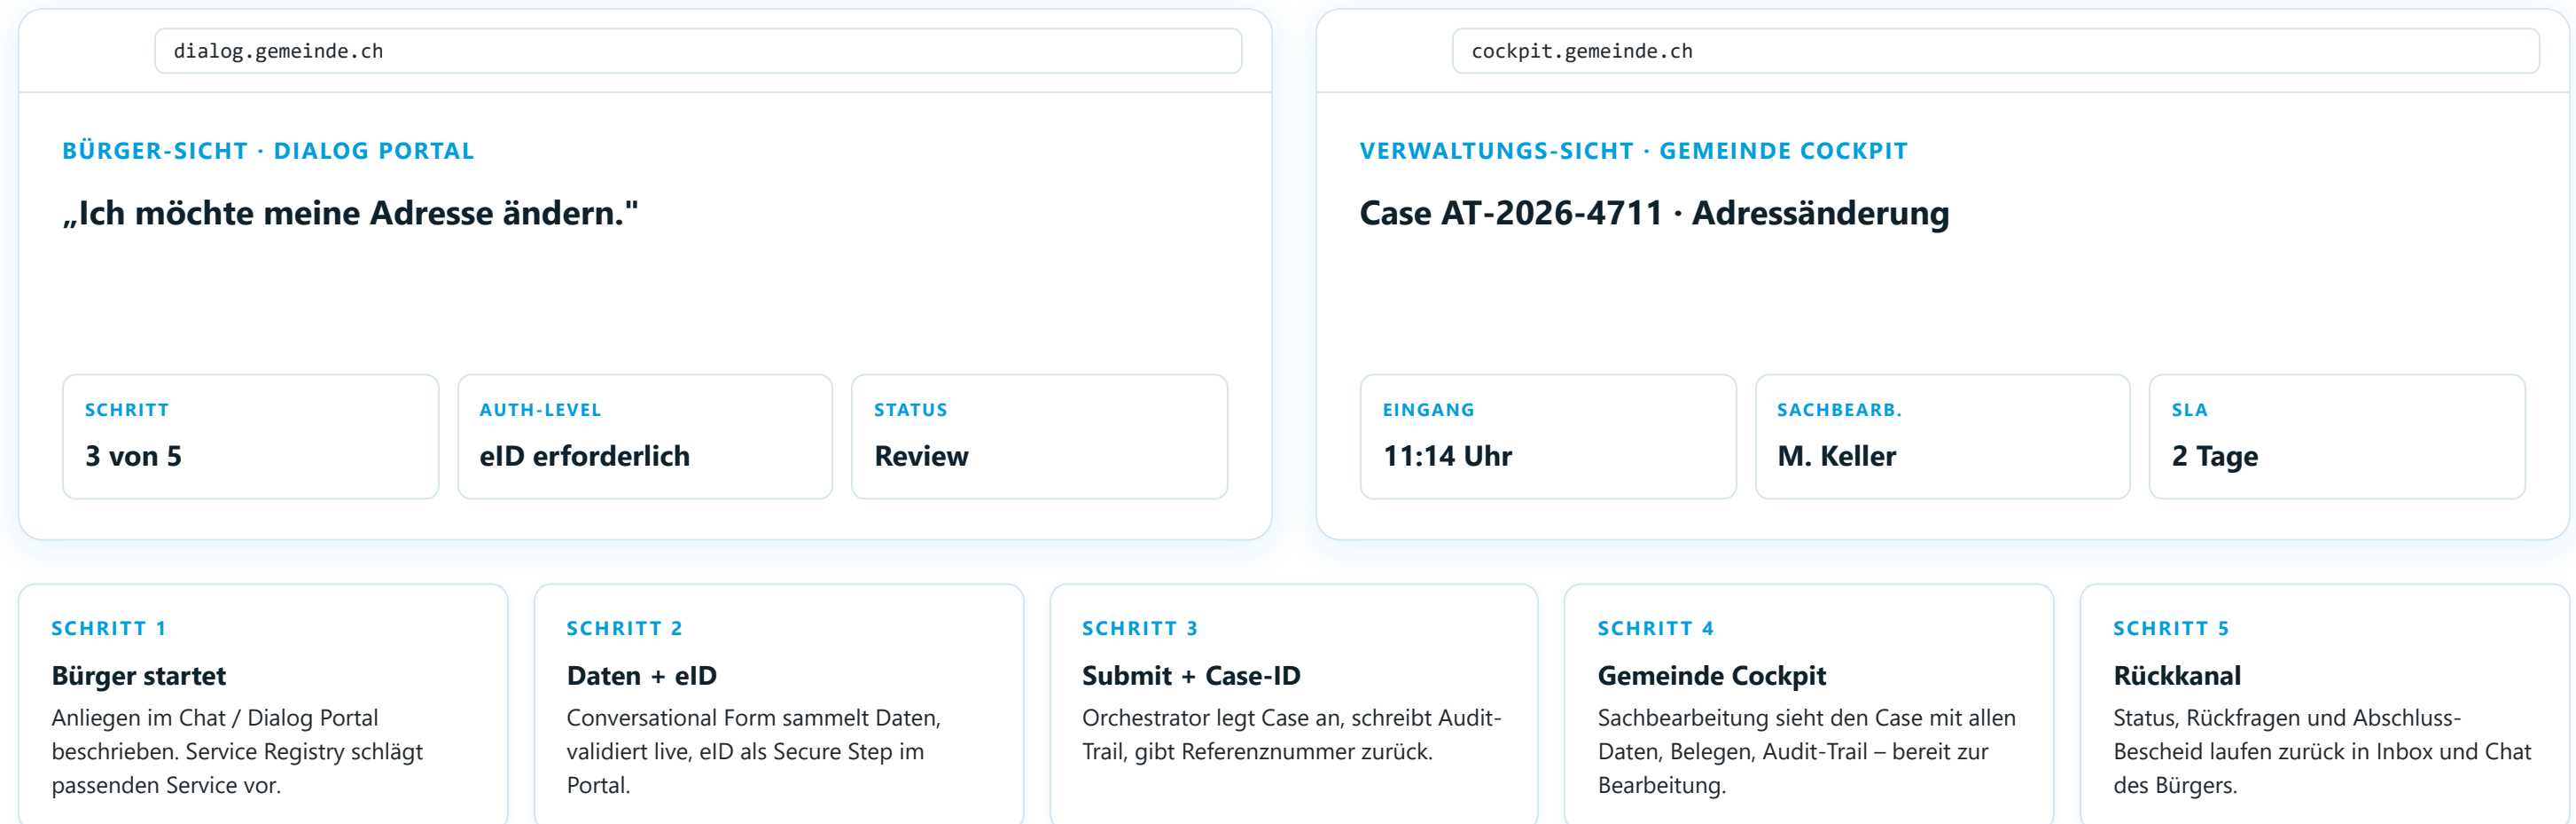 dialog.gemeinde.ch
BÜRGER-SICHT · DIALOG PORTAL
„Ich möchte meine Adresse ändern."
SCHRITT
3 von 5
AUTH-LEVEL
eID erforderlich
STATUS
Review
cockpit.gemeinde.ch
VERWALTUNGS-SICHT · GEMEINDE COCKPIT
Case AT-2026-4711 · Adressänderung
EINGANG
11:14 Uhr
SACHBEARB.
M. Keller
SLA
2 Tage
SCHRITT 1
Bürger startet
Anliegen im Chat / Dialog Portal
beschrieben. Service Registry schlägt
passenden Service vor.
SCHRITT 2
Daten + eID
Conversational Form sammelt Daten,
validiert live, eID als Secure Step im
Portal.
SCHRITT 3
Submit + Case-ID
Orchestrator legt Case an, schreibt Audit-
Trail, gibt Referenznummer zurück.
SCHRITT 4
Gemeinde Cockpit
Sachbearbeitung sieht den Case mit allen
Daten, Belegen, Audit-Trail – bereit zur
Bearbeitung.
SCHRITT 5
Rückkanal
Status, Rückfragen und Abschluss-
Bescheid laufen zurück in Inbox und Chat
des Bürgers.